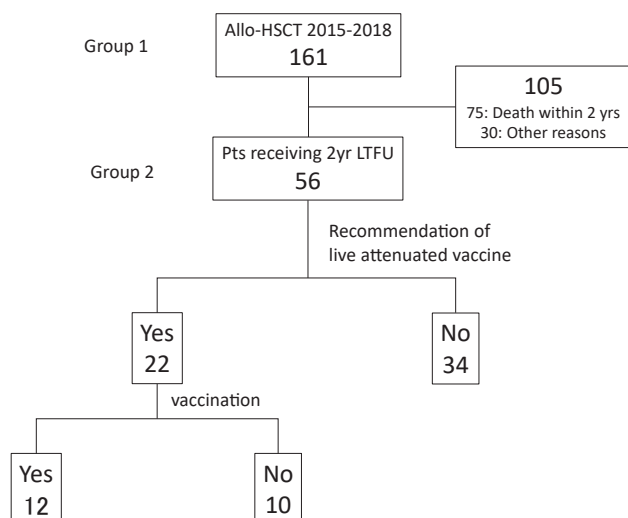 Group 1
Allo-HSCT 2015-2018
161
105
75: Death within 2 yrs
30: Other reasons
Group 2
Pts receiving 2yr LTFU
56
Recommendation of
live attenuated vaccine
Yes
22
No
34
vaccination
Yes
12
No
10